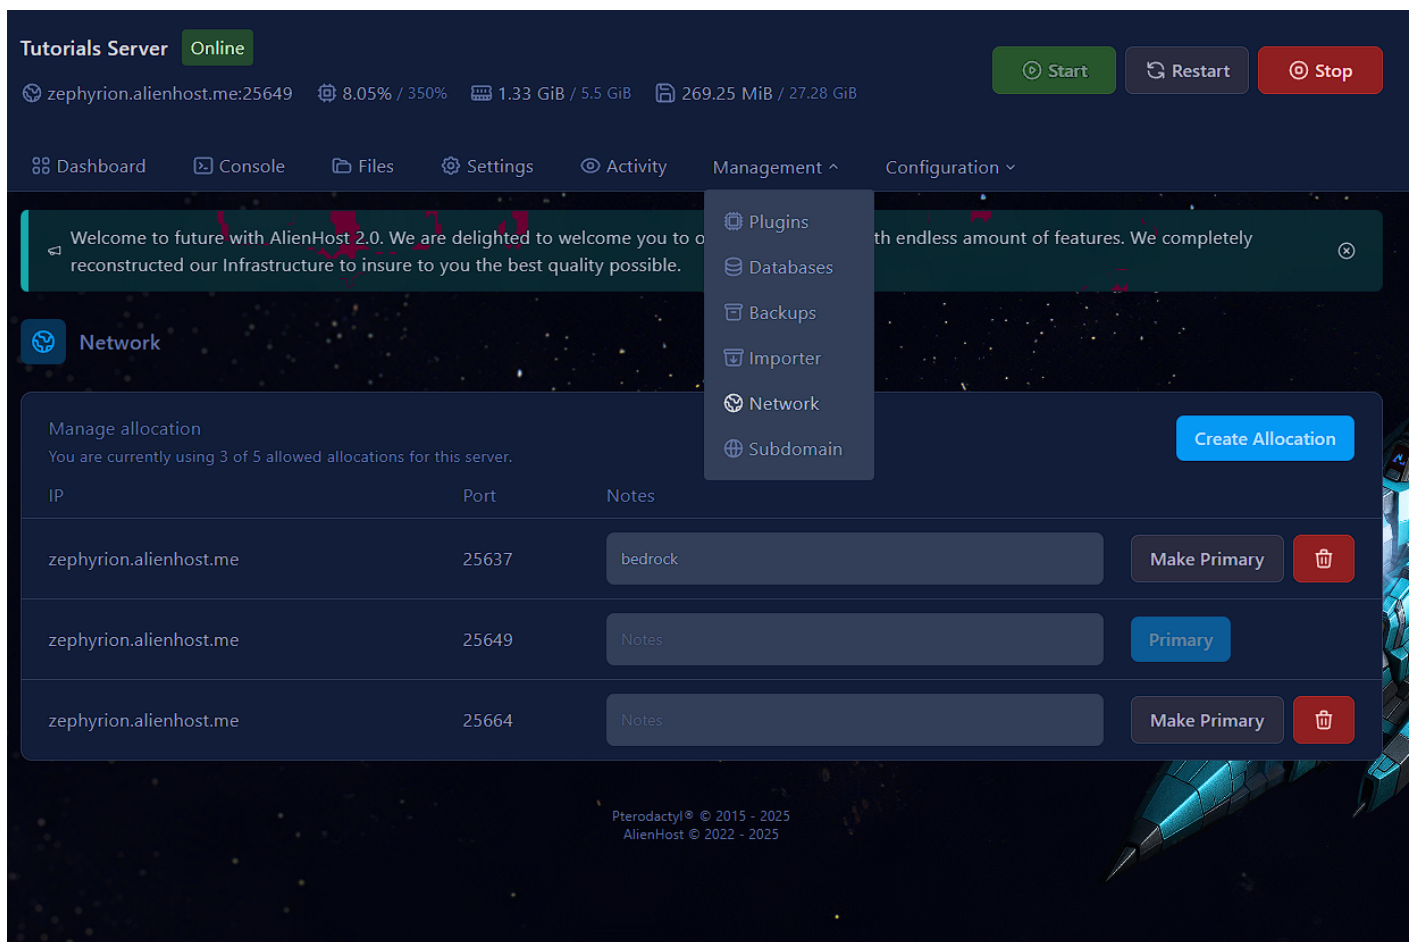 Tutorials Server Online
Start Restart Stop
zephyrion.alienhost.me:25649 8.05% / 350% 1.33 GiB / 5.5 GiB 269.25 MiB / 27.28 GiB
Dashboard Console Files Settings Activity Management Configuration
Plugins
Databases
Backups
Importer
Network
Subdomain
Welcome to future with AlienHost 2.0. We are delighted to welcome you to o th endless amount of features. We completely
reconstructed our Infrastructure to insure to you the best quality possible.
Network
Manage allocation
You are currently using 3 of 5 allowed allocations for this server.
Create Allocation
IP Port Notes
zephyrion.alienhost.me 25637 bedrock Make Primary
zephyrion.alienhost.me 25649 Notes Primary
zephyrion.alienhost.me 25664 Notes Make Primary
Pterodactyl® © 2015 - 2025
AlienHost © 2022 - 2025